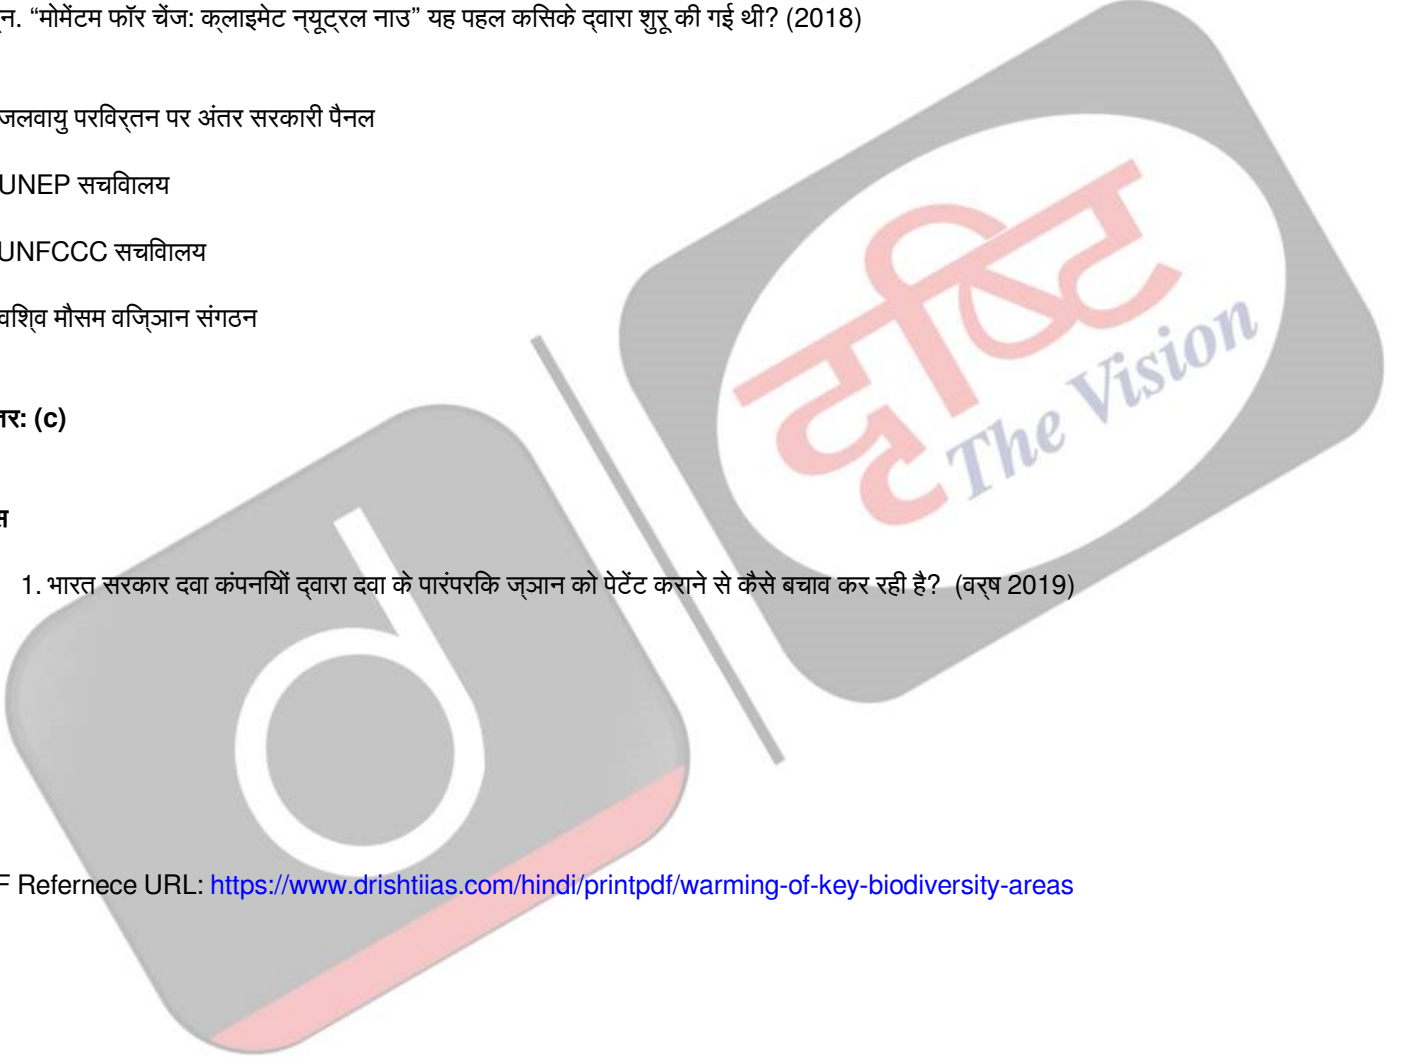 न. “मोमेंटम फॉर चेंज: क्लाइमेट न्यूट्रल नाउ” यह पहल किसके द्वारा शुरू की गई थी? (2018)
जलवायु परिवर्तन पर अंतर सरकारी पैनल
UNEP सचिवालय
UNFCCC सचिवालय
विश्व मौसम विज्ञान संगठन
तर: (c)
स
1. भारत सरकार दवा कंपनियों द्वारा दवा के पारंपरिक ज्ञान को पेटेंट कराने से कैसे बचाव कर रही है? (वर्ष 2019)
F Refernece URL: https://www.drishtiias.com/hindi/printpdf/warming-of-key-biodiversity-areas
दृष्टि
The Vision
d